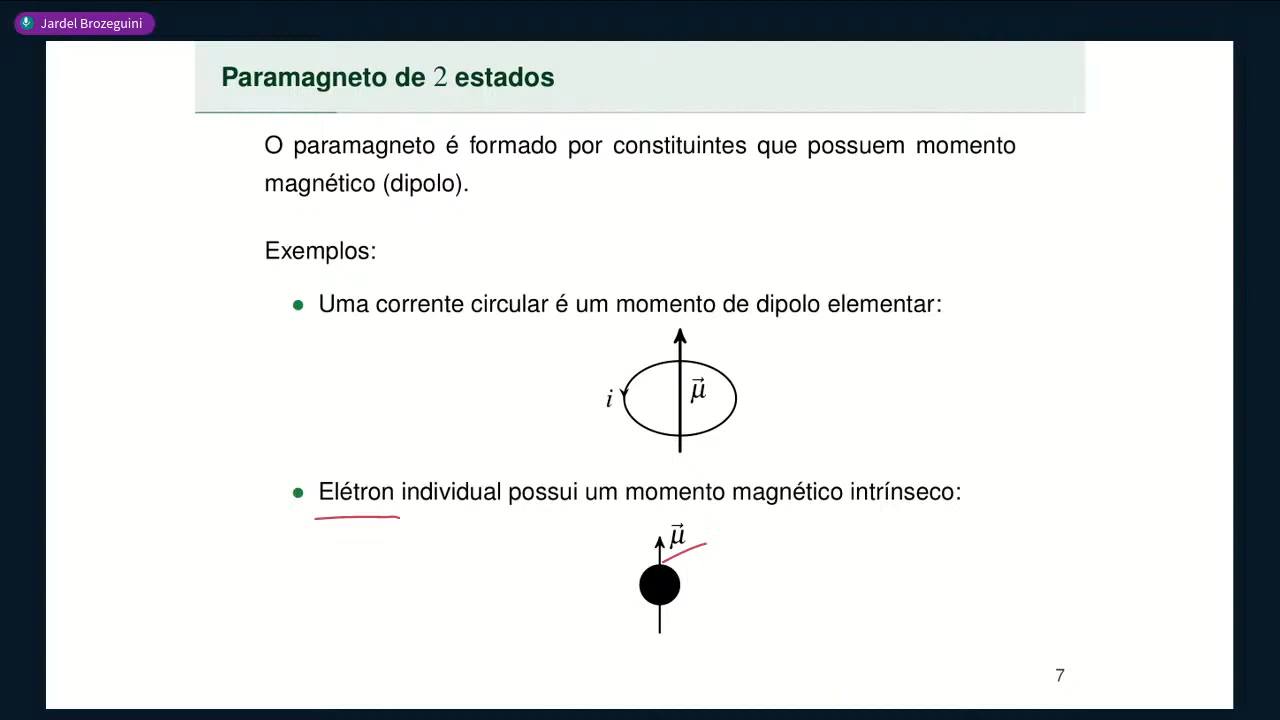 Jardel Brozeguini
Paramagneto de 2 estados
O paramagneto é formado por constituintes que possuem momento
magnético (dipolo).
Exemplos:
Uma corrente circular é um momento de dipolo elementar:
i
μ⃗
Elétron individual possui um momento magnético intrínseco:
μ⃗
7